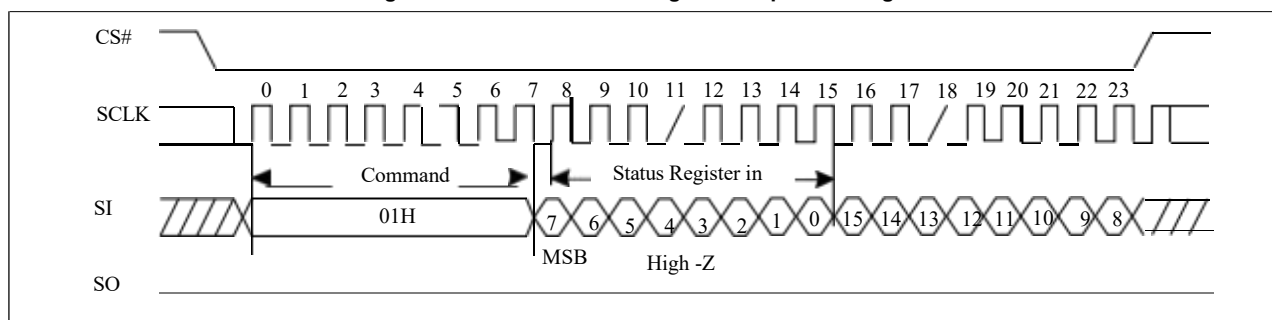 CS#
0 1 2 3 4 5 6 7 8 9 10 11 12 13 14 15 16 17 18 19 20 21 22 23
SCLK
Command Status Register in
SI 01H 7 6 5 4 3 2 1 0 15 14 13 12 11 10 9 8
MSB High -Z
SO